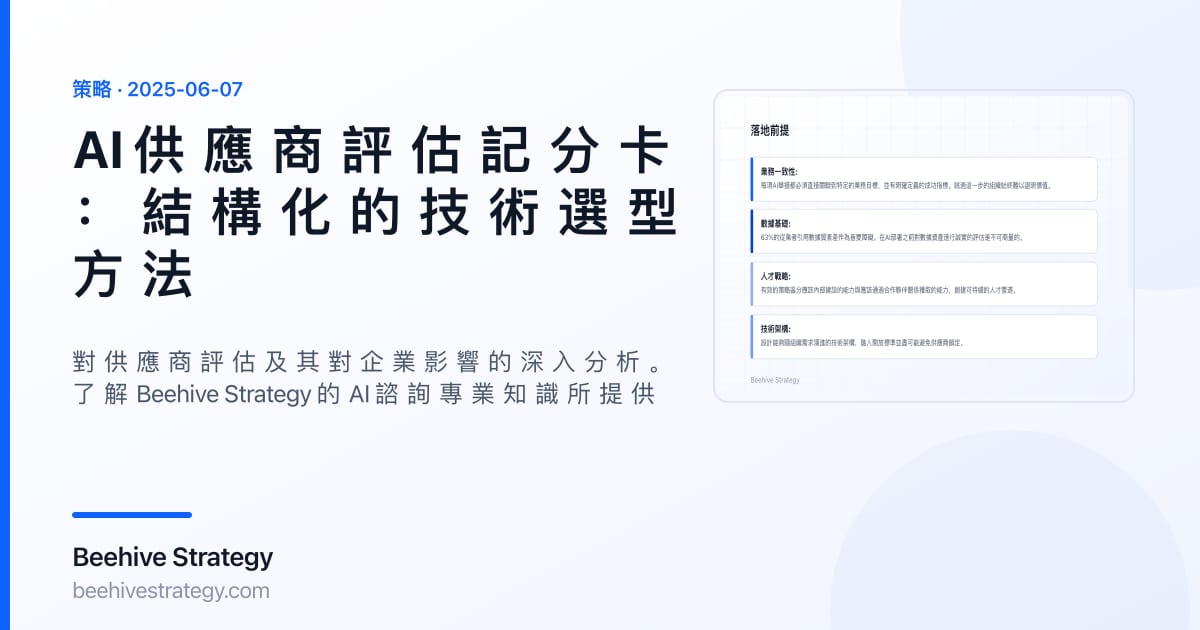 策略 · 2025-06-07
AI供應商評估記分卡
：結構化的技術選型
方法
對供應商評估及其對企業影響的深入分析。
了解 Beehive Strategy 的 AI 諮詢專業知識所提供
Beehive Strategy
beehivestrategy.com
落地前提
業務一致性:
每項AI舉措都必須直接關聯到特定的業務目標，並有明確定義的成功指標。跳過這一步的組織始終難以證明價值。
數據基礎:
63%的從業者引用數據質素差作為首要障礙。在AI部署之前對數據資產進行誠實的評估是不可商量的。
人才戰略:
有效的策略區分應該內部建設的能力與應該通過合作夥伴關係獲取的能力，創建可持續的人才管道。
技術架構:
設計能夠隨組織需求演進的技術架構，融入開放標準並盡可能避免供應商鎖定。
Beehive Strategy